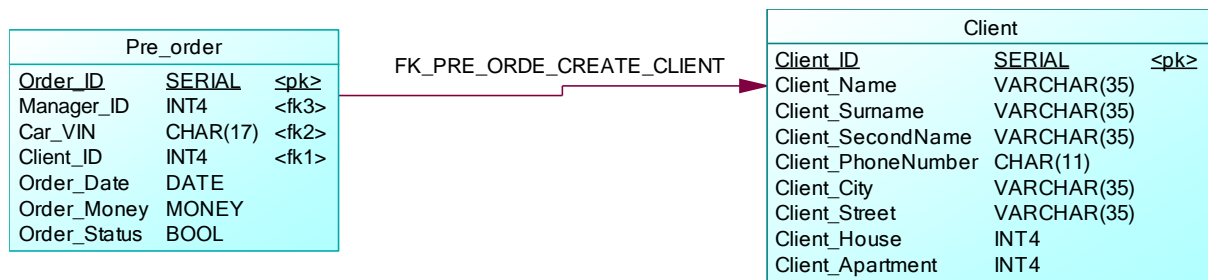 Pre_order
Order_ID SERIAL <pk>
Manager_ID INT4 <fk3>
Car_VIN CHAR(17) <fk2>
Client_ID INT4 <fk1>
Order_Date DATE
Order_Money MONEY
Order_Status BOOL
FK_PRE_ORDE_CREATE_CLIENT
Client
Client_ID SERIAL <pk>
Client_Name VARCHAR(35)
Client_Surname VARCHAR(35)
Client_SecondName VARCHAR(35)
Client_PhoneNumber CHAR(11)
Client_City VARCHAR(35)
Client_Street VARCHAR(35)
Client_House INT4
Client_Apartment INT4